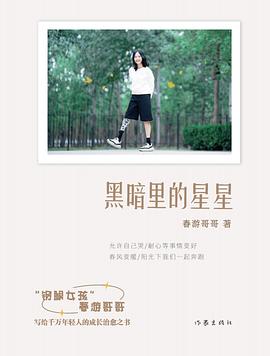 黑暗里的星星
春游哥哥 著
允许自己哭/耐心等事情变好
春风变暖/阳光下我们一起奔跑
“钢腿女孩”
春游哥哥
写给千万年轻人的成长治愈之书
作家出版社